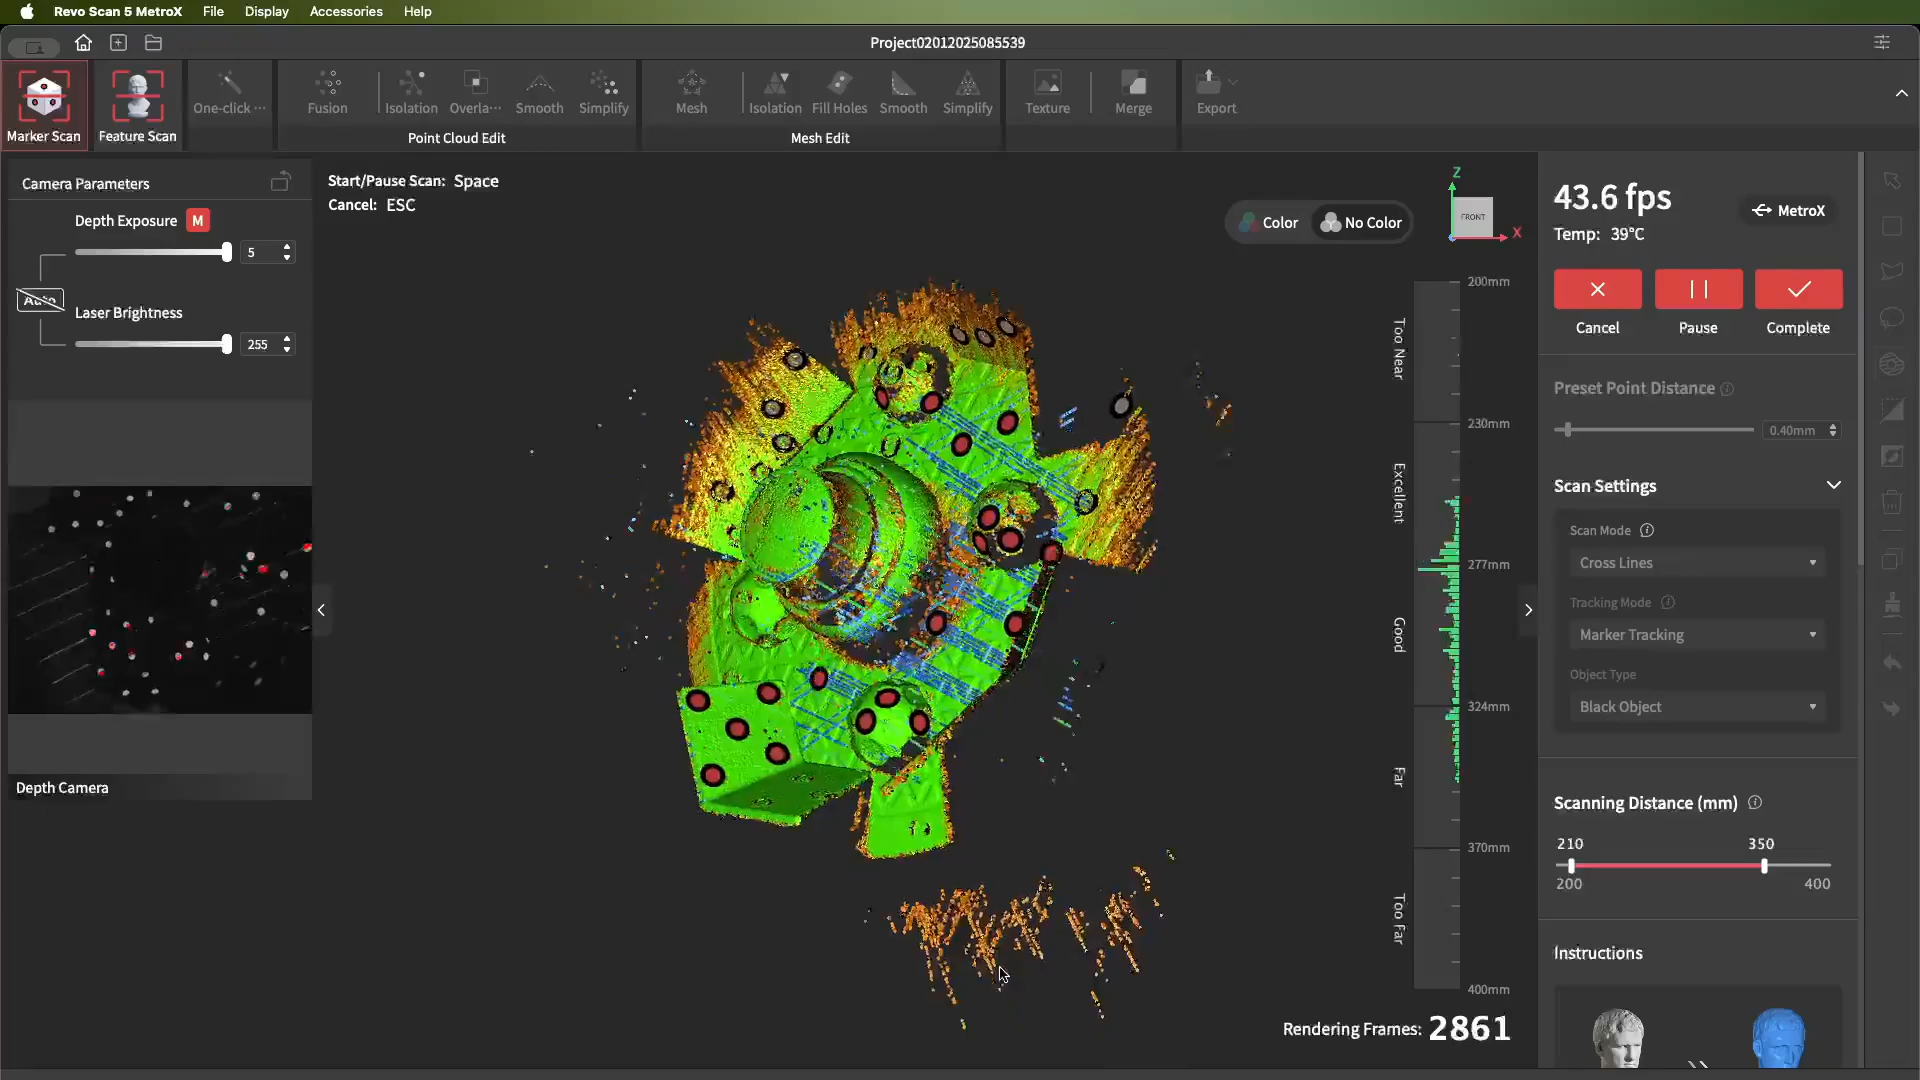 Revo Scan 5 MetroX File Display Accessories Help
Project02012025085539
Marker Scan
Feature Scan
One-click ···
Fusion
Isolation
Overla···
Smooth
Simplify
Point Cloud Edit
Mesh
Isolation
Fill Holes
Smooth
Simplify
Mesh Edit
Texture
Merge
Export
Camera Parameters
Depth Exposure M
5
Auto
Laser Brightness
255
Depth Camera
Start/Pause Scan: Space
Cancel: ESC
Color
No Color
Z
FRONT
X
200mm
Too Near
230mm
Excellent
277mm
Good
324mm
Far
370mm
Too Far
400mm
Rendering Frames: 2861
43.6 fps
MetroX
Temp: 39°C
Cancel
Pause
Complete
Preset Point Distance
0.40mm
Scan Settings
Scan Mode
Cross Lines
Tracking Mode
Marker Tracking
Object Type
Black Object
Scanning Distance (mm)
210 350
200 400
Instructions